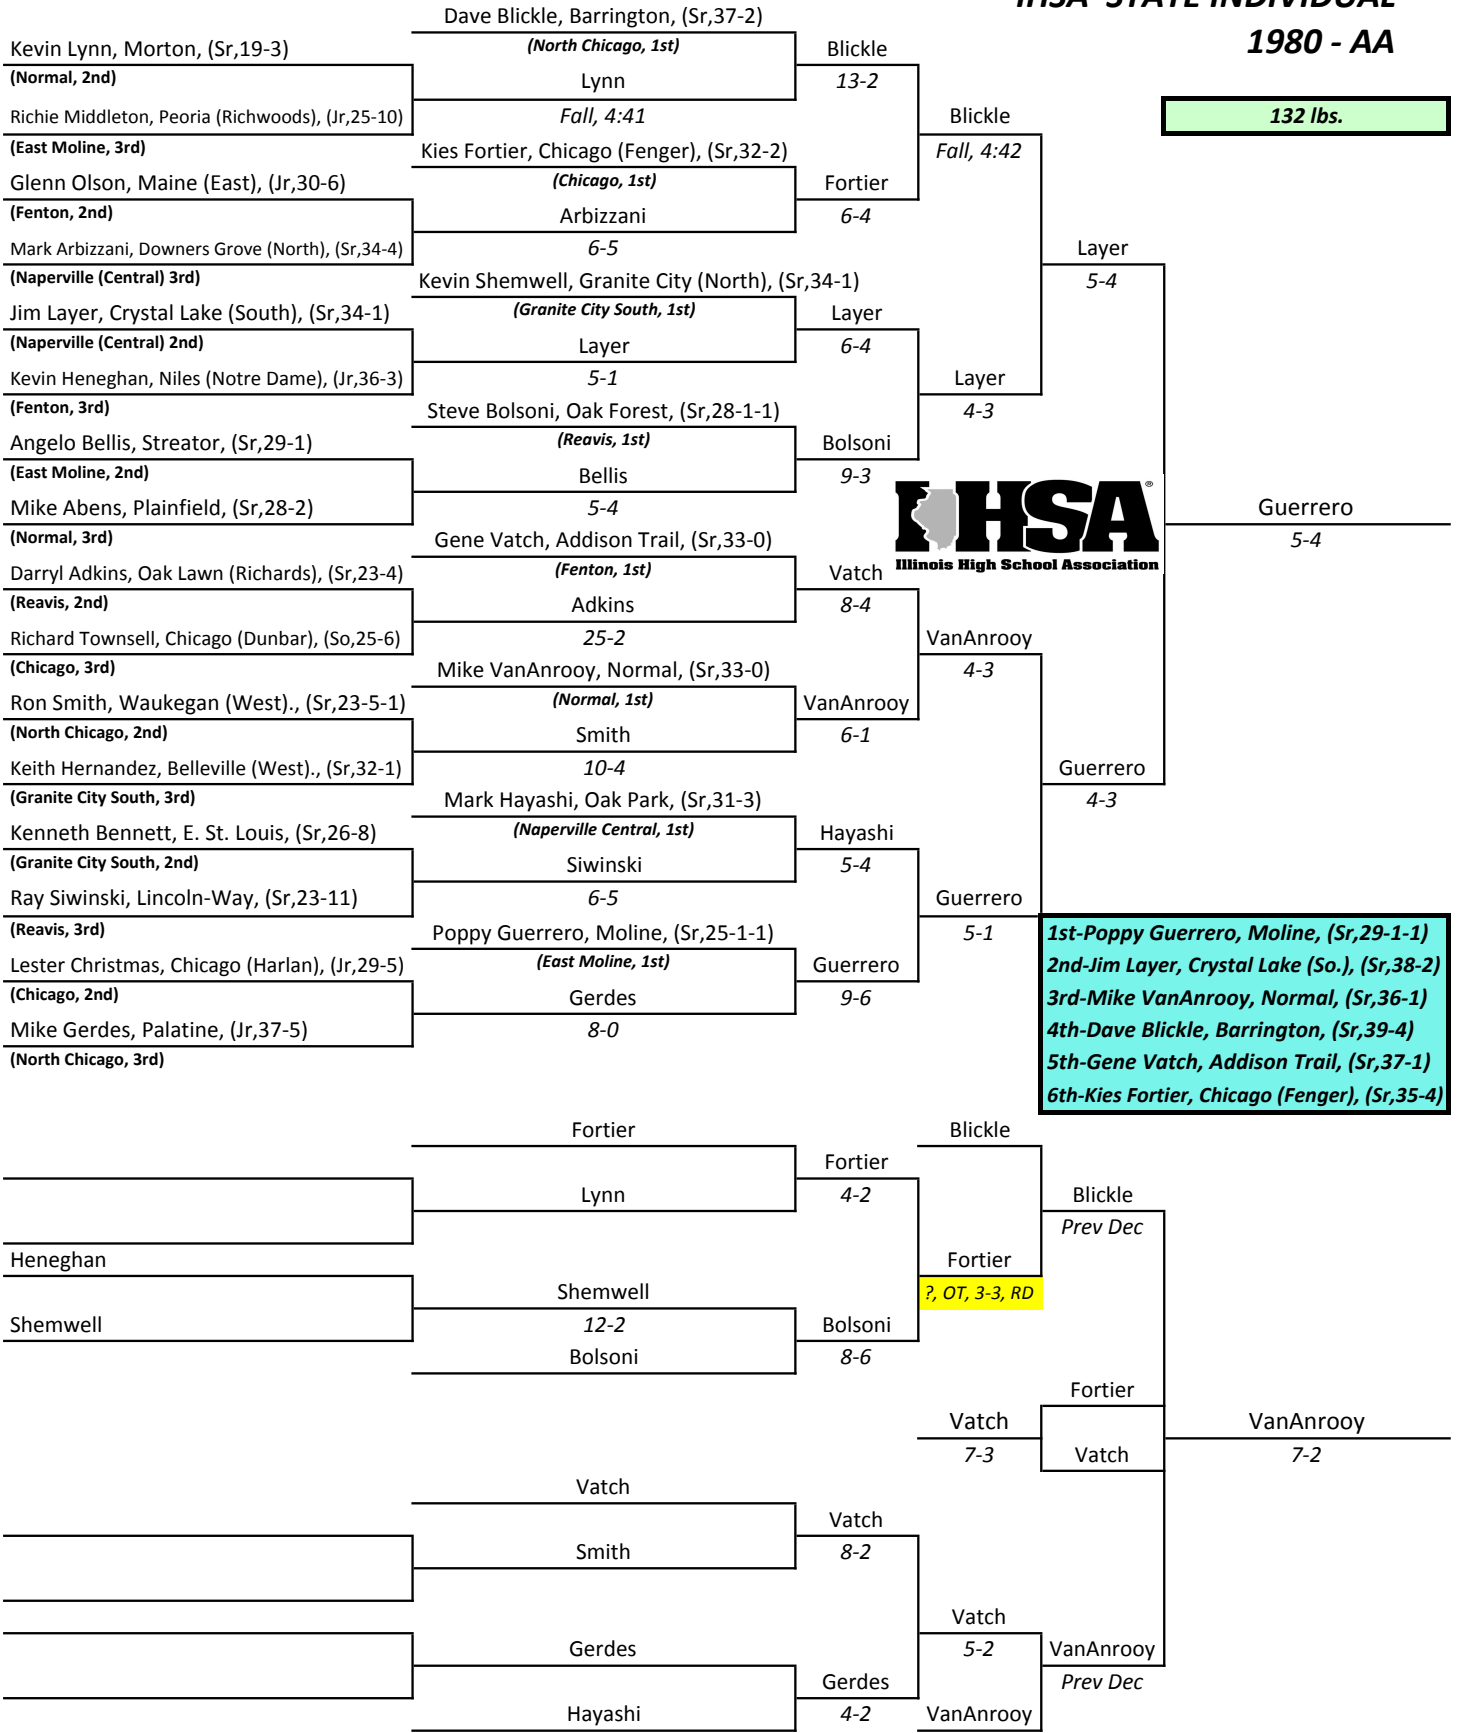 IHSA STATE INDIVIDUAL
1980 - AA
132 lbs.
Dave Blickle, Barrington, (Sr,37-2)
Kevin Lynn, Morton, (Sr,19-3)
(North Chicago, 1st)
Blickle
(Normal, 2nd)
Lynn
13-2
Richie Middleton, Peoria (Richwoods), (Jr,25-10)
Fall, 4:41
Blickle
(East Moline, 3rd)
Kies Fortier, Chicago (Fenger), (Sr,32-2)
Fall, 4:42
Glenn Olson, Maine (East), (Jr,30-6)
(Chicago, 1st)
Fortier
(Fenton, 2nd)
Arbizzani
6-4
Mark Arbizzani, Downers Grove (North), (Sr,34-4)
6-5
Layer
(Naperville (Central) 3rd)
Kevin Shemwell, Granite City (North), (Sr,34-1)
5-4
Jim Layer, Crystal Lake (South), (Sr,34-1)
(Granite City South, 1st)
Layer
(Naperville (Central) 2nd)
Layer
6-4
Kevin Heneghan, Niles (Notre Dame), (Jr,36-3)
5-1
Layer
(Fenton, 3rd)
Steve Bolsoni, Oak Forest, (Sr,28-1-1)
4-3
Angelo Bellis, Streator, (Sr,29-1)
(Reavis, 1st)
Bolsoni
(East Moline, 2nd)
Bellis
9-3
IHSA®
Illinois High School Association
Mike Abens, Plainfield, (Sr,28-2)
5-4
Guerrero
(Normal, 3rd)
Gene Vatch, Addison Trail, (Sr,33-0)
5-4
Darryl Adkins, Oak Lawn (Richards), (Sr,23-4)
(Fenton, 1st)
Vatch
(Reavis, 2nd)
Adkins
8-4
Richard Townsell, Chicago (Dunbar), (So,25-6)
25-2
VanAnrooy
(Chicago, 3rd)
Mike VanAnrooy, Normal, (Sr,33-0)
4-3
Ron Smith, Waukegan (West)., (Sr,23-5-1)
(Normal, 1st)
VanAnrooy
(North Chicago, 2nd)
Smith
6-1
Keith Hernandez, Belleville (West)., (Sr,32-1)
10-4
Guerrero
(Granite City South, 3rd)
Mark Hayashi, Oak Park, (Sr,31-3)
4-3
Kenneth Bennett, E. St. Louis, (Sr,26-8)
(Naperville Central, 1st)
Hayashi
(Granite City South, 2nd)
Siwinski
5-4
Ray Siwinski, Lincoln-Way, (Sr,23-11)
6-5
Guerrero
(Reavis, 3rd)
Poppy Guerrero, Moline, (Sr,25-1-1)
5-1
Lester Christmas, Chicago (Harlan), (Jr,29-5)
(East Moline, 1st)
Guerrero
(Chicago, 2nd)
Gerdes
9-6
Mike Gerdes, Palatine, (Jr,37-5)
8-0
(North Chicago, 3rd)
1st-Poppy Guerrero, Moline, (Sr,29-1-1)
2nd-Jim Layer, Crystal Lake (So.), (Sr,38-2)
3rd-Mike VanAnrooy, Normal, (Sr,36-1)
4th-Dave Blickle, Barrington, (Sr,39-4)
5th-Gene Vatch, Addison Trail, (Sr,37-1)
6th-Kies Fortier, Chicago (Fenger), (Sr,35-4)
Fortier
Blickle
Fortier
Lynn
4-2
Blickle
Prev Dec
Heneghan
Fortier
Shemwell
?, OT, 3-3, RD
Shemwell
12-2
Bolsoni
Bolsoni
8-6
Fortier
Vatch
VanAnrooy
7-3
Vatch
7-2
Vatch
Vatch
Smith
8-2
Vatch
Gerdes
5-2
VanAnrooy
Gerdes
Prev Dec
Hayashi
4-2
VanAnrooy